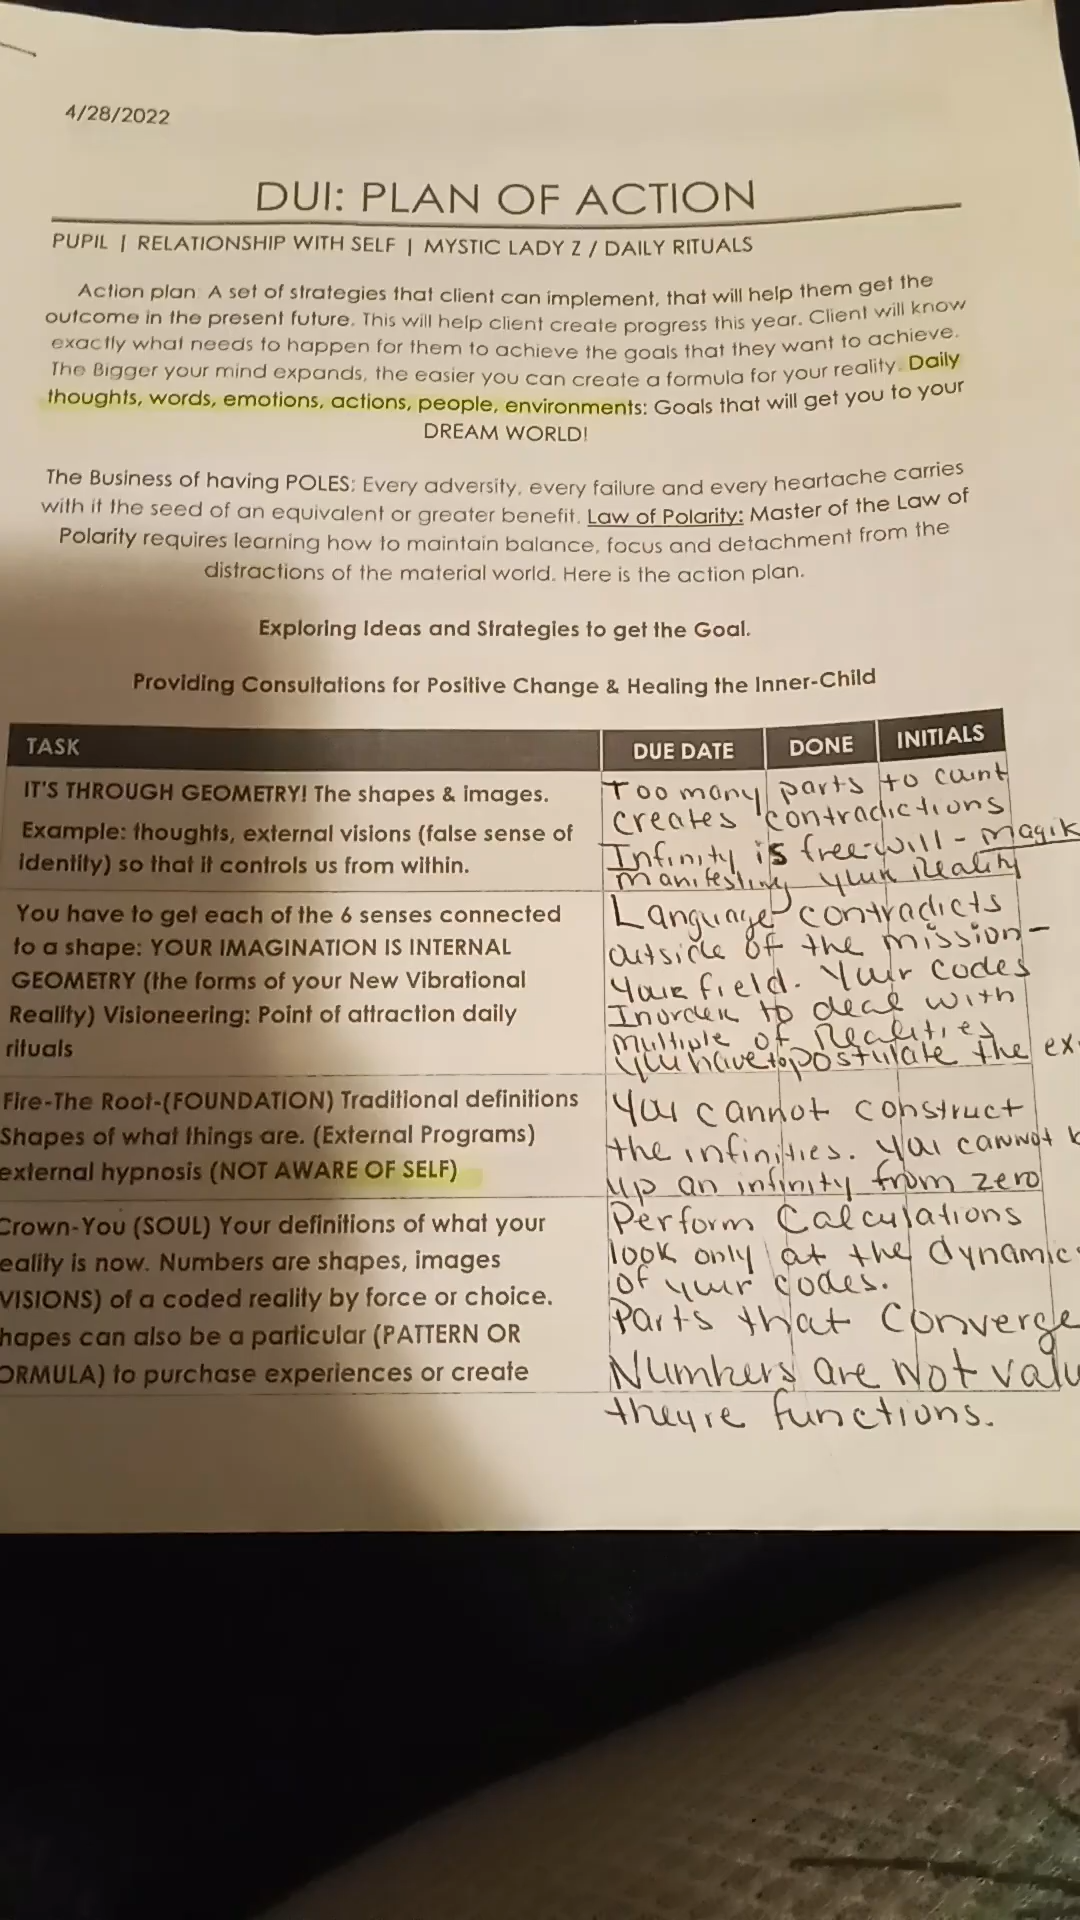 4/28/2022
DUI: PLAN OF ACTION
PUPIL | RELATIONSHIP WITH SELF | MYSTIC LADY Z / DAILY RITUALS
Action plan: A set of strategies that client can implement, that will help them get the
outcome in the present future. This will help client create progress this year. Client will know
exactly what needs to happen for them to achieve the goals that they want to achieve.
The Bigger your mind expands, the easier you can create a formula for your reality. Daily
thoughts, words, emotions, actions, people, environments: Goals that will get you to your
DREAM WORLD!
The Business of having POLES: Every adversity, every failure and every heartache carries
with it the seed of an equivalent or greater benefit. Law of Polarity: Master of the Law of
Polarity requires learning how to maintain balance, focus and detachment from the
distractions of the material world. Here is the action plan.
Exploring Ideas and Strategies to get the Goal.
Providing Consultations for Positive Change & Healing the Inner-Child
TASK DUE DATE DONE INITIALS
IT'S THROUGH GEOMETRY! The shapes & images.
Example: thoughts, external visions (false sense of
identity) so that it controls us from within.
Too many parts to count
creates contradictions
Infinity is free-will - magik
manifesting your Reality
You have to get each of the 6 senses connected
to a shape: YOUR IMAGINATION IS INTERNAL
GEOMETRY (the forms of your New Vibrational
Reality) Visioneering: Point of attraction daily
rituals
Language contradicts
outside of the mission -
your field. Your codes
Inorder to deal with
multiple of Realities
you have to postulate the ex
Fire-The Root-(FOUNDATION) Traditional definitions
Shapes of what things are. (External Programs)
external hypnosis (NOT AWARE OF SELF)
You cannot construct
the infinities. You cannot
up an infinity from zero
Crown-You (SOUL) Your definitions of what your
eality is now. Numbers are shapes, images
VISIONS) of a coded reality by force or choice.
hapes can also be a particular (PATTERN OR
ORMULA) to purchase experiences or create
Perform Calculations
look only at the dynamic
of your codes.
Parts that Converge
Numbers are Not valu
they're functions.